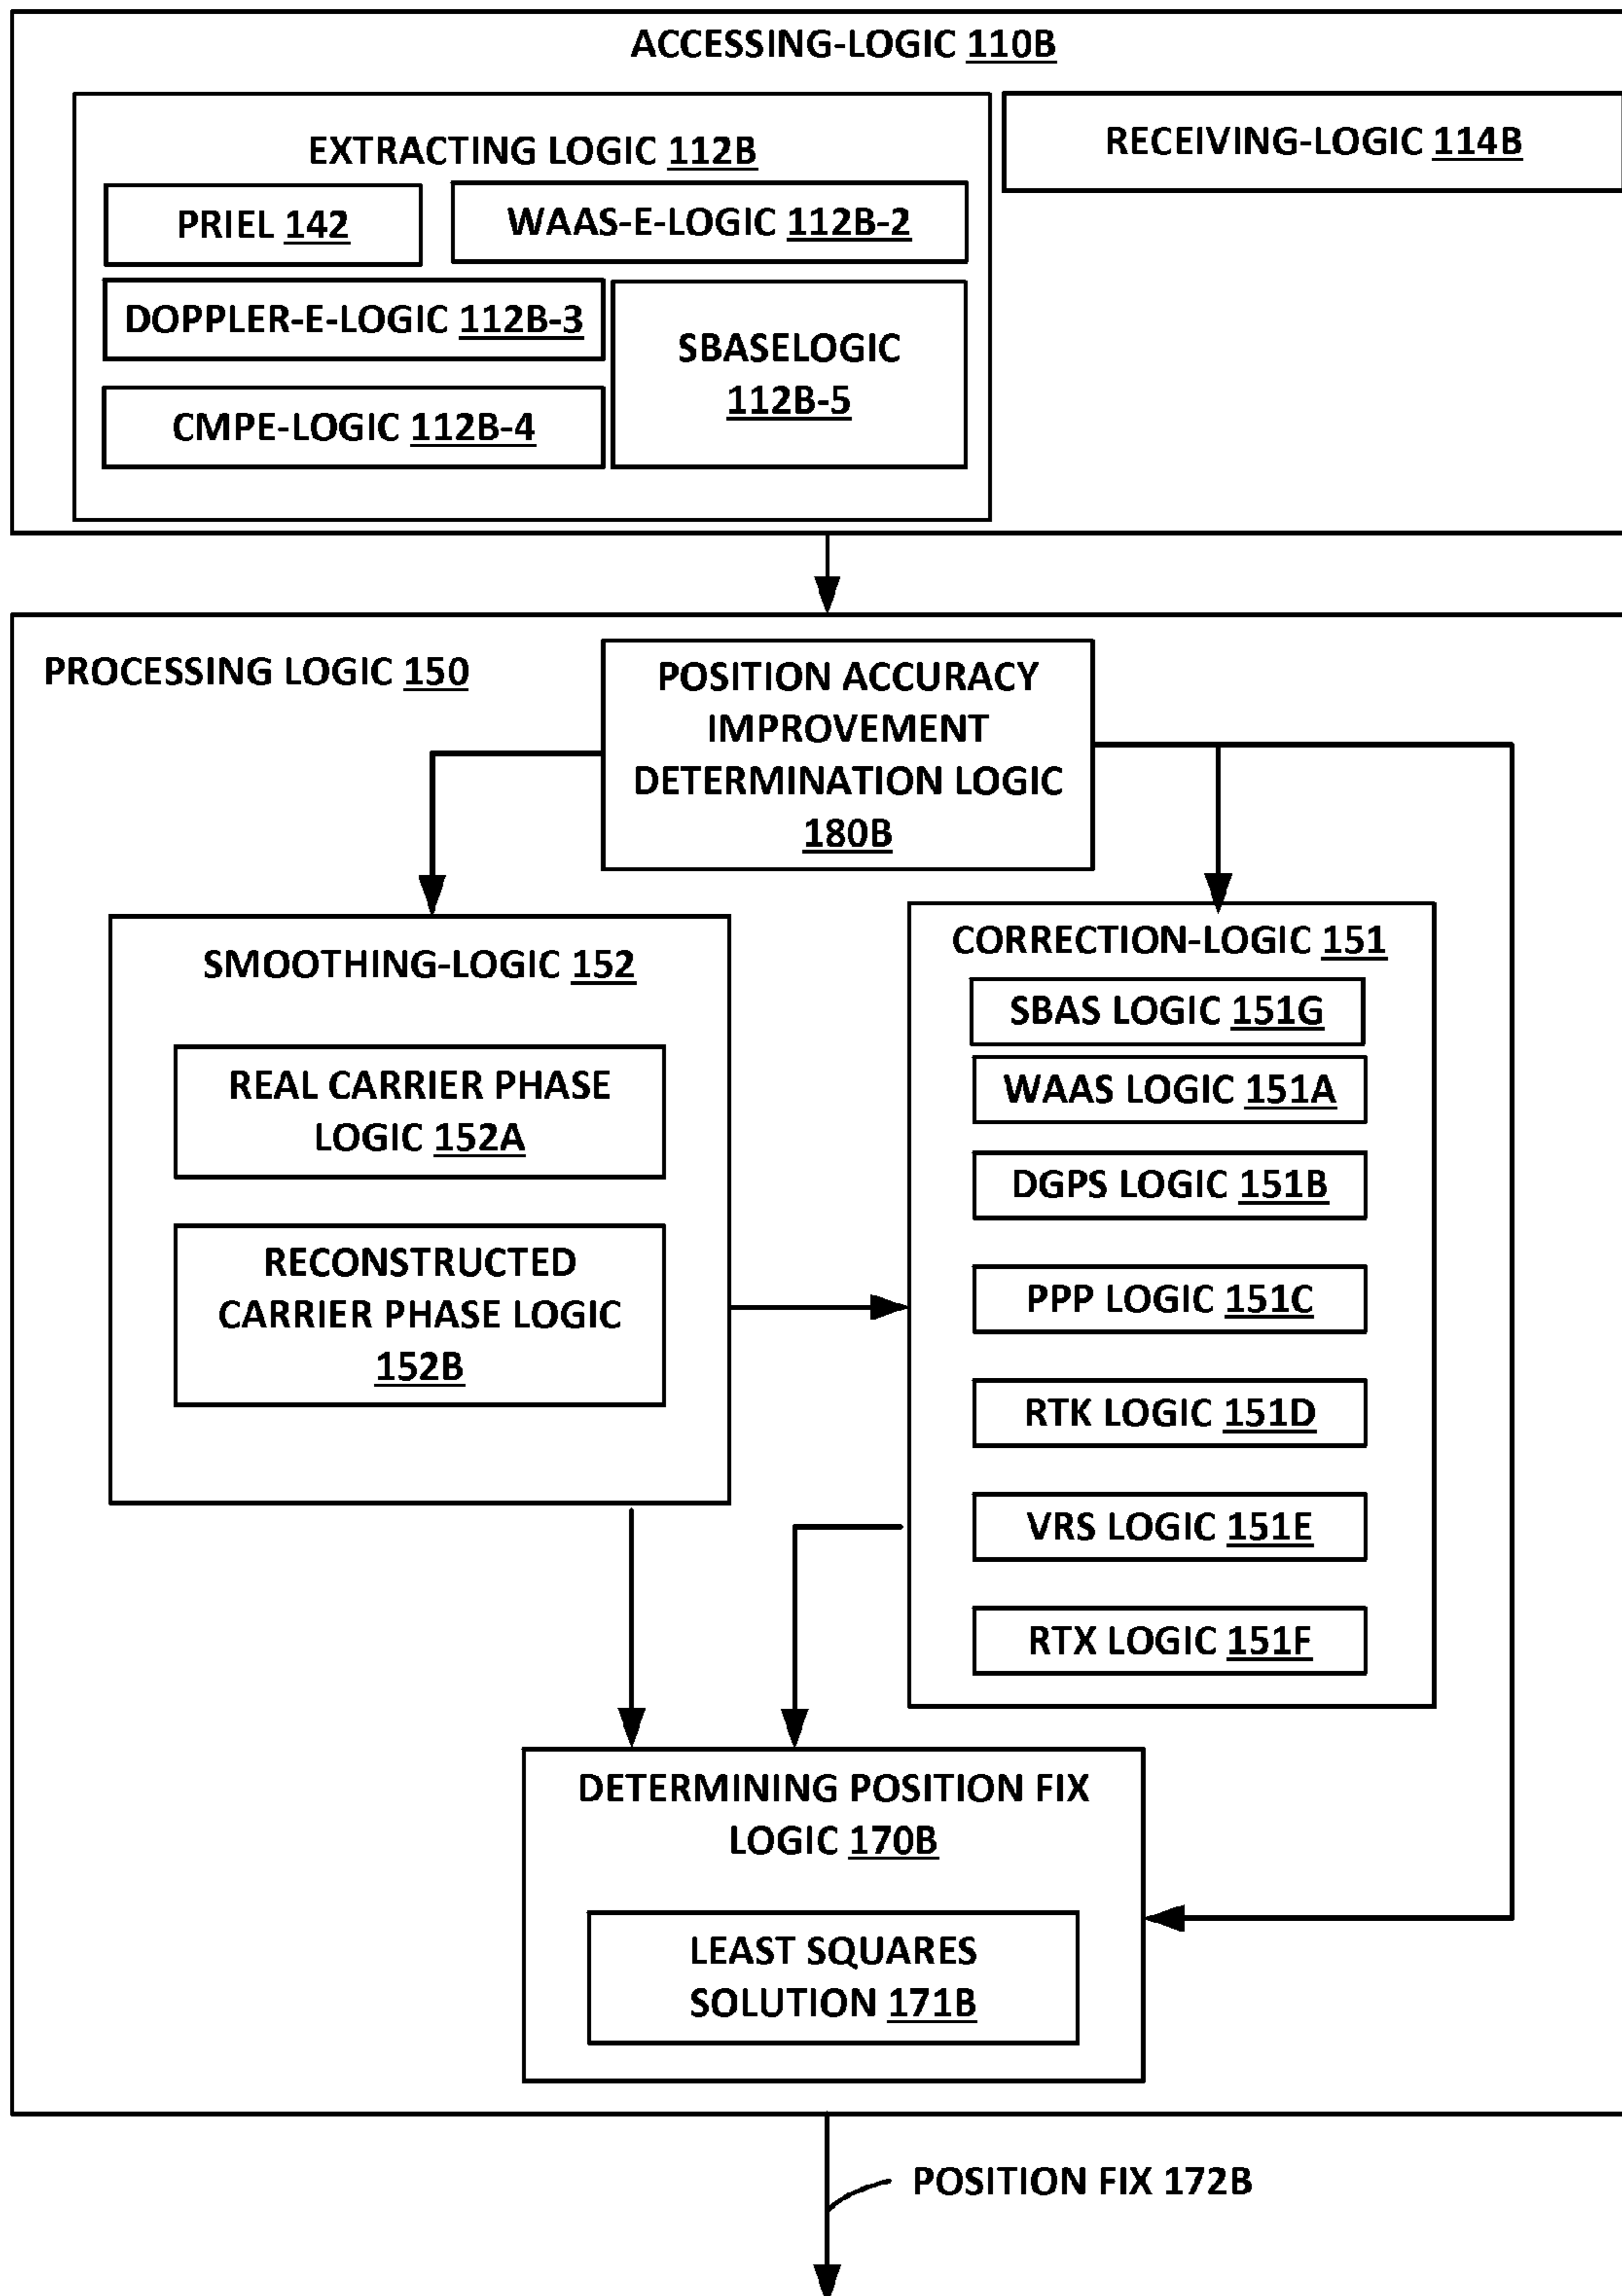 ACCESSING-LOGIC 110B
EXTRACTING LOGIC 112B
RECEIVING-LOGIC 114B
PRIEL 142
WAAS-E-LOGIC 112B-2
DOPPLER-E-LOGIC 112B-3
SBASELOGIC
112B-5
CMPE-LOGIC 112B-4
PROCESSING LOGIC 150
POSITION ACCURACY
IMPROVEMENT
DETERMINATION LOGIC
180B
SMOOTHING-LOGIC 152
REAL CARRIER PHASE
LOGIC 152A
RECONSTRUCTED
CARRIER PHASE LOGIC
152B
CORRECTION-LOGIC 151
SBAS LOGIC 151G
WAAS LOGIC 151A
DGPS LOGIC 151B
PPP LOGIC 151C
RTK LOGIC 151D
VRS LOGIC 151E
RTX LOGIC 151F
DETERMINING POSITION FIX
LOGIC 170B
LEAST SQUARES
SOLUTION 171B
POSITION FIX 172B